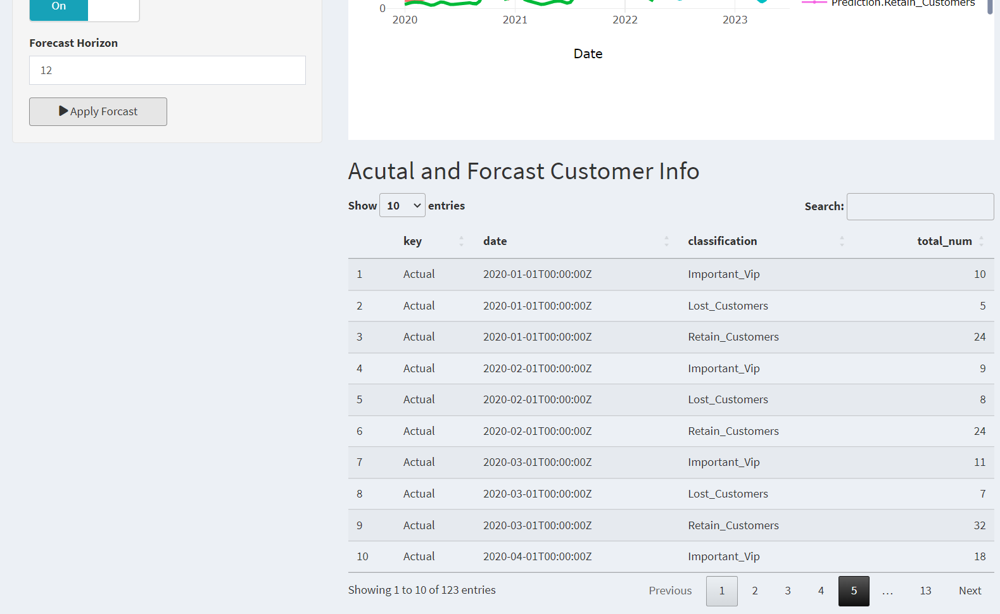 On
Forecast Horizon
12
Apply Forcast
0
2020 2021 2022 2023
Prediction.Retain_Customers
Date
Acutal and Forcast Customer Info
Show 10 entries
Search:
key date classification total_num
1 Actual 2020-01-01T00:00:00Z Important_Vip 10
2 Actual 2020-01-01T00:00:00Z Lost_Customers 5
3 Actual 2020-01-01T00:00:00Z Retain_Customers 24
4 Actual 2020-02-01T00:00:00Z Important_Vip 9
5 Actual 2020-02-01T00:00:00Z Lost_Customers 8
6 Actual 2020-02-01T00:00:00Z Retain_Customers 24
7 Actual 2020-03-01T00:00:00Z Important_Vip 11
8 Actual 2020-03-01T00:00:00Z Lost_Customers 7
9 Actual 2020-03-01T00:00:00Z Retain_Customers 32
10 Actual 2020-04-01T00:00:00Z Important_Vip 18
Showing 1 to 10 of 123 entries
Previous 1 2 3 4 5 … 13 Next